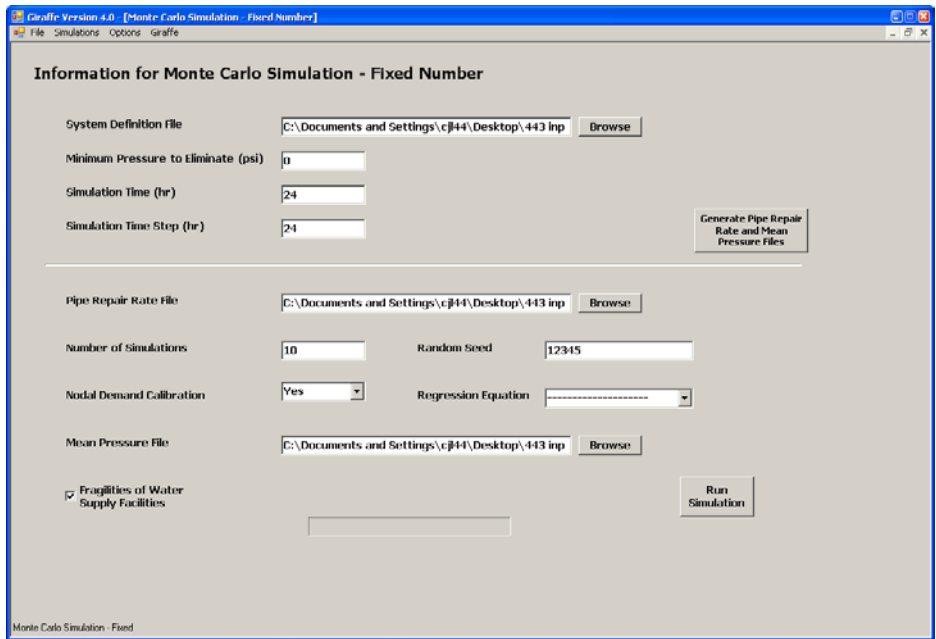 Giraffe Version 4.0 - [Monte Carlo Simulation - Fixed Number]
File Simulations Options Giraffe
Information for Monte Carlo Simulation - Fixed Number
System Definition File C:\Documents and Settings\cjl44\Desktop\443 inp Browse
Minimum Pressure to Eliminate (psi) 0
Simulation Time (hr) 24
Simulation Time Step (hr) 24
Generate Pipe Repair
Rate and Mean
Pressure Files
Pipe Repair Rate File C:\Documents and Settings\cjl44\Desktop\443 inp Browse
Number of Simulations 10 Random Seed 12345
Nodal Demand Calibration Yes Regression Equation --------------------
Mean Pressure File C:\Documents and Settings\cjl44\Desktop\443 inp Browse
Fragilities of Water
Supply Facilities
Run
Simulation
Monte Carlo Simulation - Fixed